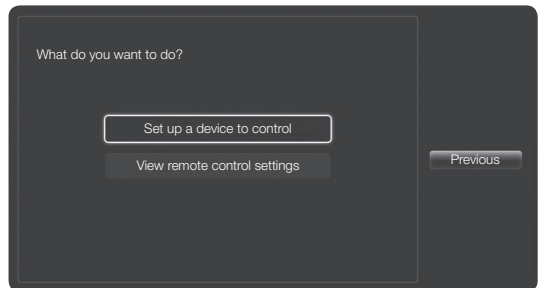 What do you want to do?
Set up a device to control
View remote control settings
Previous